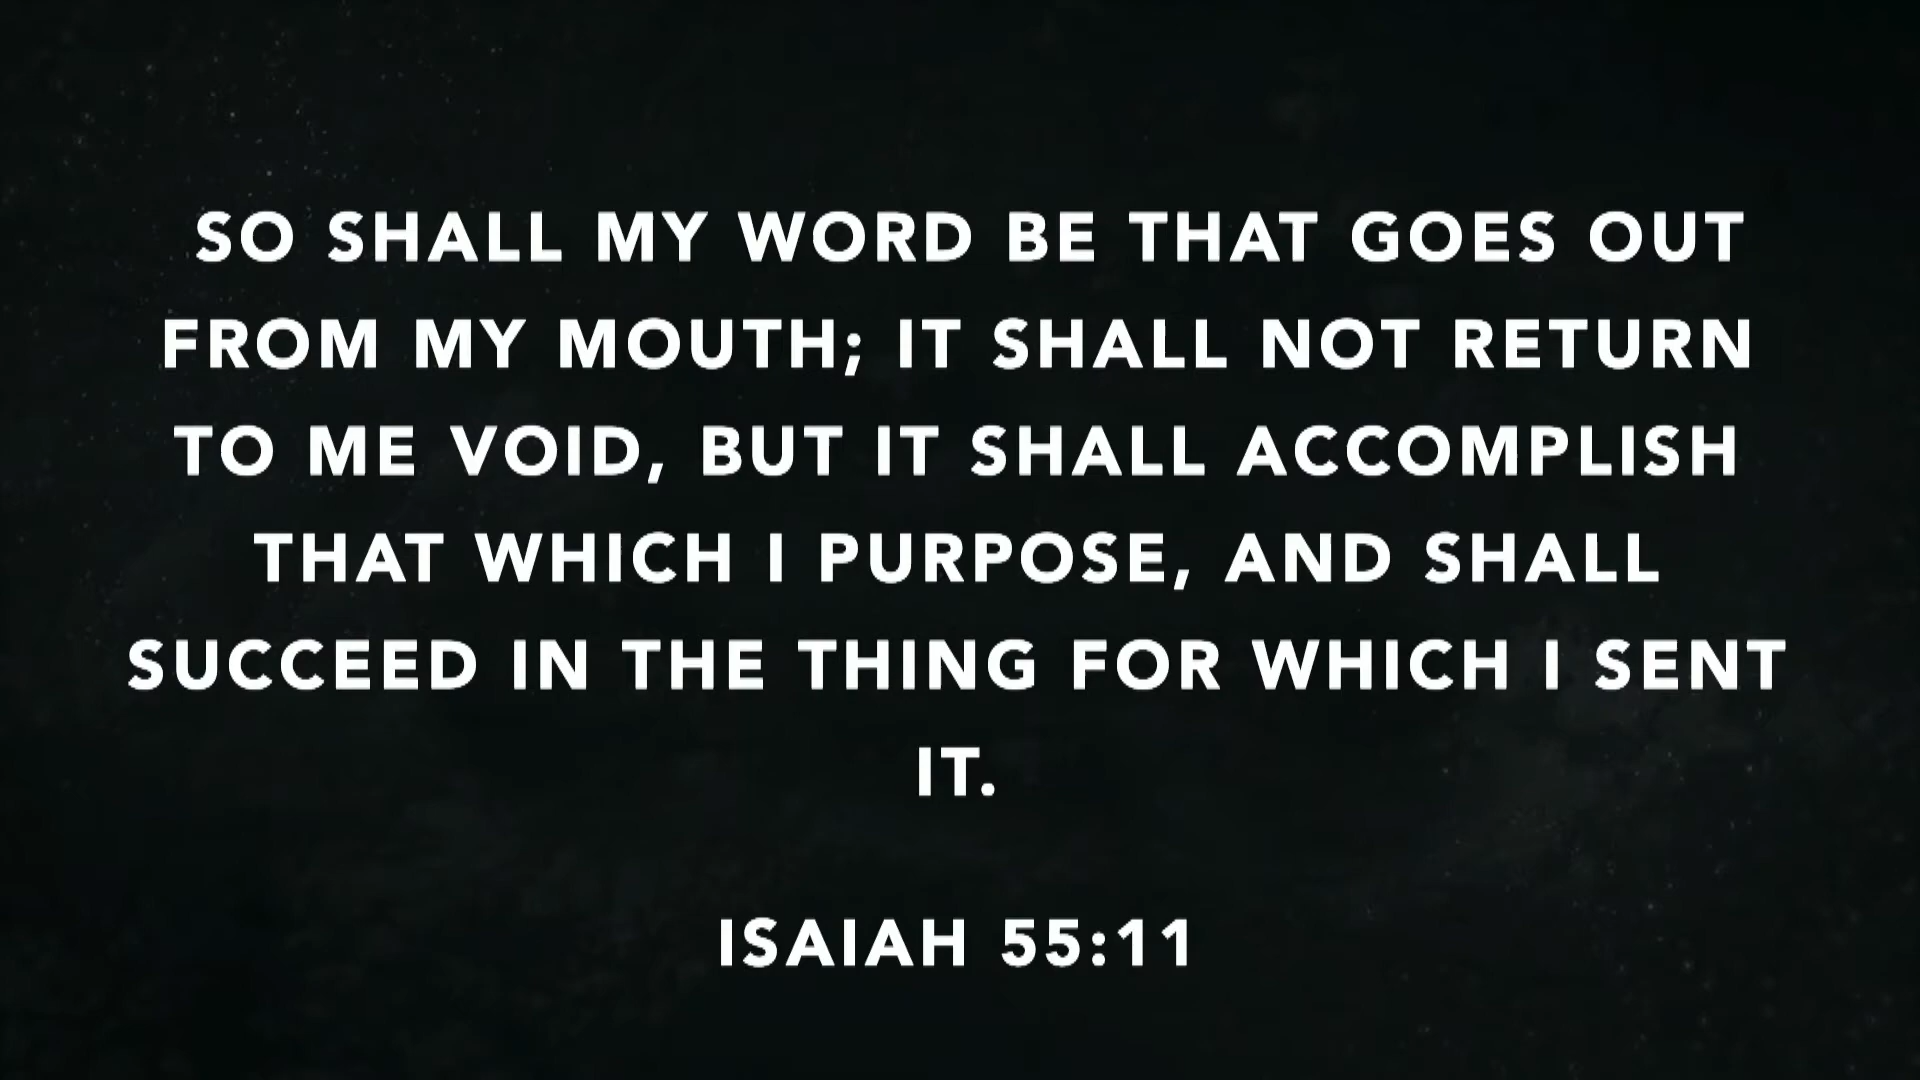 SO SHALL MY WORD BE THAT GOES OUT
FROM MY MOUTH; IT SHALL NOT RETURN
TO ME VOID, BUT IT SHALL ACCOMPLISH
THAT WHICH I PURPOSE, AND SHALL
SUCCEED IN THE THING FOR WHICH I SENT
IT.
ISAIAH 55:11